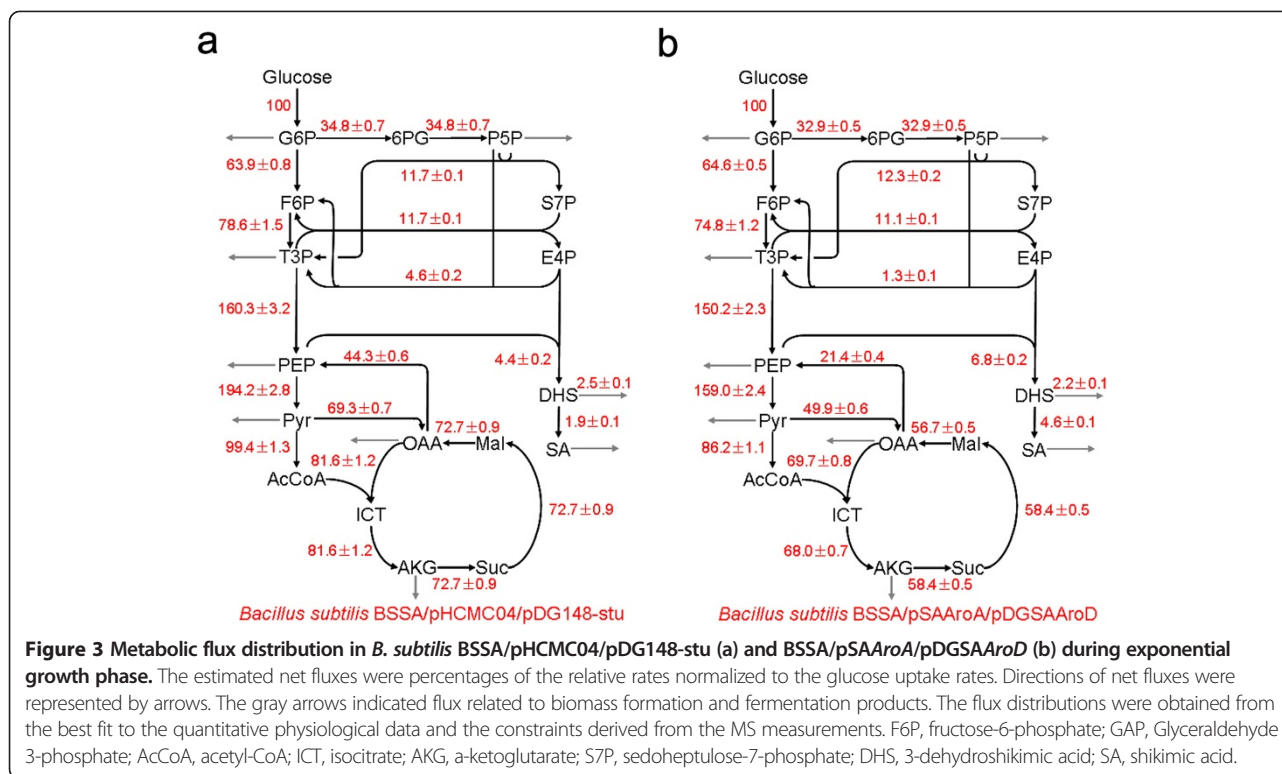 a
b
Glucose
100
G6P
34.8±0.7
6PG
34.8±0.7
P5P
63.9±0.8
11.7±0.1
F6P
S7P
78.6±1.5
11.7±0.1
T3P
E4P
4.6±0.2
160.3±3.2
PEP
44.3±0.6
4.4±0.2
194.2±2.8
DHS
2.5±0.1
Pyr
69.3±0.7
1.9±0.1
99.4±1.3
72.7±0.9
OAA
Mal
SA
81.6±1.2
AcCoA
ICT
72.7±0.9
81.6±1.2
AKG
Suc
72.7±0.9
Bacillus subtilis BSSA/pHCMC04/pDG148-stu
Glucose
100
G6P
32.9±0.5
6PG
32.9±0.5
P5P
64.6±0.5
12.3±0.2
F6P
S7P
74.8±1.2
11.1±0.1
T3P
E4P
1.3±0.1
150.2±2.3
PEP
21.4±0.4
6.8±0.2
159.0±2.4
DHS
2.2±0.1
Pyr
49.9±0.6
4.6±0.1
86.2±1.1
56.7±0.5
OAA
Mal
SA
69.7±0.8
AcCoA
ICT
58.4±0.5
68.0±0.7
AKG
Suc
58.4±0.5
Bacillus subtilis BSSA/pSAAroA/pDGSAAroD
Figure 3 Metabolic flux distribution in B. subtilis BSSA/pHCMC04/pDG148-stu (a) and BSSA/pSAAroA/pDGSAAroD (b) during exponential
growth phase. The estimated net fluxes were percentages of the relative rates normalized to the glucose uptake rates. Directions of net fluxes were
represented by arrows. The gray arrows indicated flux related to biomass formation and fermentation products. The flux distributions were obtained from
the best fit to the quantitative physiological data and the constraints derived from the MS measurements. F6P, fructose-6-phosphate; GAP, Glyceraldehyde
3-phosphate; AcCoA, acetyl-CoA; ICT, isocitrate; AKG, a-ketoglutarate; S7P, sedoheptulose-7-phosphate; DHS, 3-dehydroshikimic acid; SA, shikimic acid.